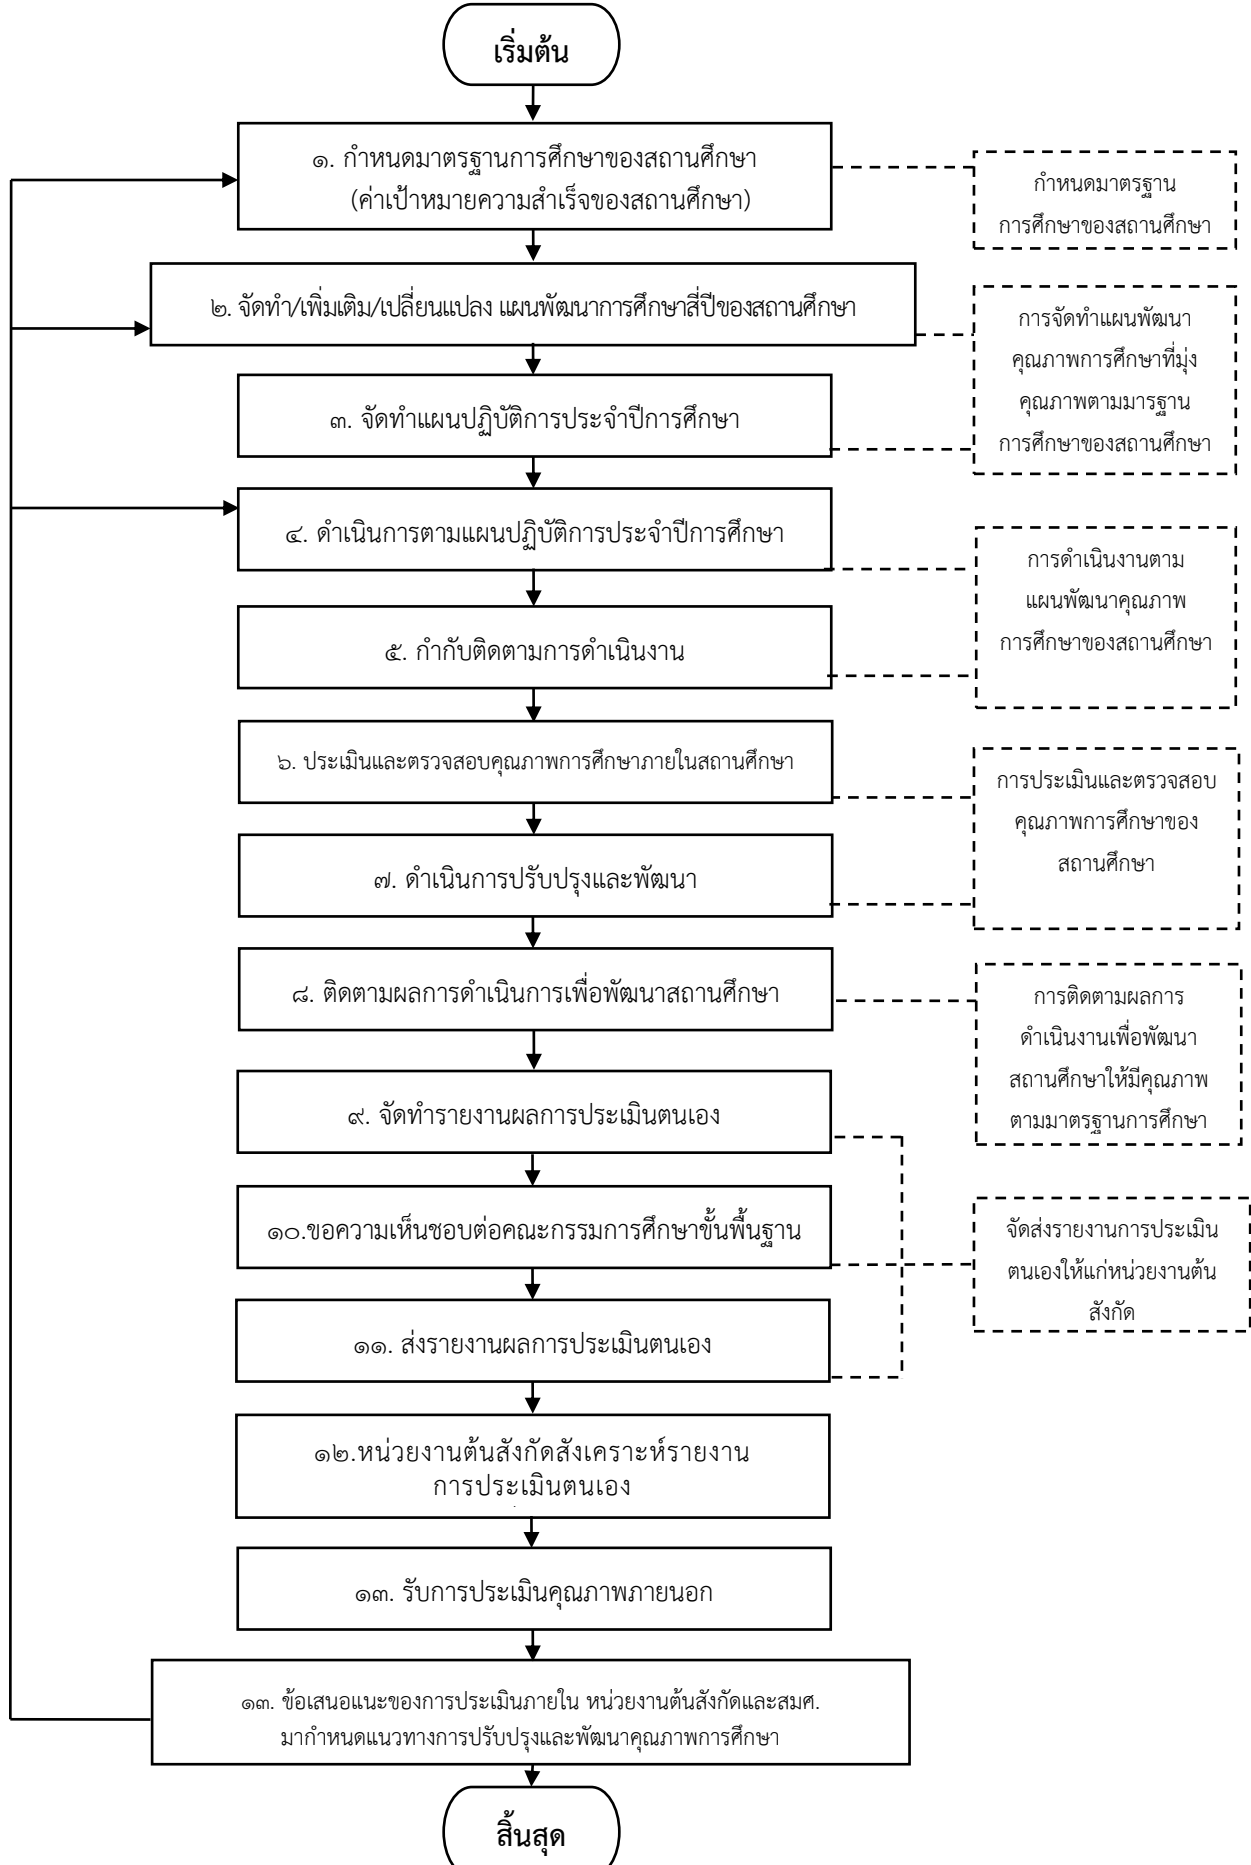 เริ่มต้น
๑. กำหนดมาตรฐานการศึกษาของสถานศึกษา
(ค่าเป้าหมายความสำเร็จของสถานศึกษา)
กำหนดมาตรฐาน
การศึกษาของสถานศึกษา
๒. จัดทำ/เพิ่มเติม/เปลี่ยนแปลง แผนพัฒนาการศึกษาสี่ปีของสถานศึกษา
๓. จัดทำแผนปฏิบัติการประจำปีการศึกษา
การจัดทำแผนพัฒนา
คุณภาพการศึกษาที่มุ่ง
คุณภาพตามมารฐาน
การศึกษาของสถานศึกษา
๔. ดำเนินการตามแผนปฏิบัติการประจำปีการศึกษา
๕. กำกับติดตามการดำเนินงาน
การดำเนินงานตาม
แผนพัฒนาคุณภาพ
การศึกษาของสถานศึกษา
๖. ประเมินและตรวจสอบคุณภาพการศึกษาภายในสถานศึกษา
๗. ดำเนินการปรับปรุงและพัฒนา
การประเมินและตรวจสอบ
คุณภาพการศึกษาของ
สถานศึกษา
๘. ติดตามผลการดำเนินการเพื่อพัฒนาสถานศึกษา
การติดตามผลการ
ดำเนินงานเพื่อพัฒนา
สถานศึกษาให้มีคุณภาพ
ตามมาตรฐานการศึกษา
๙. จัดทำรายงานผลการประเมินตนเอง
๑๐.ขอความเห็นชอบต่อคณะกรรมการศึกษาขั้นพื้นฐาน
๑๑. ส่งรายงานผลการประเมินตนเอง
จัดส่งรายงานการประเมิน
ตนเองให้แก่หน่วยงานต้น
สังกัด
๑๒.หน่วยงานต้นสังกัดสังเคราะห์รายงาน
การประเมินตนเอง
๑๓. รับการประเมินคุณภาพภายนอก
๑๓. ข้อเสนอแนะของการประเมินภายใน หน่วยงานต้นสังกัดและสมศ.
มากำหนดแนวทางการปรับปรุงและพัฒนาคุณภาพการศึกษา
สิ้นสุด